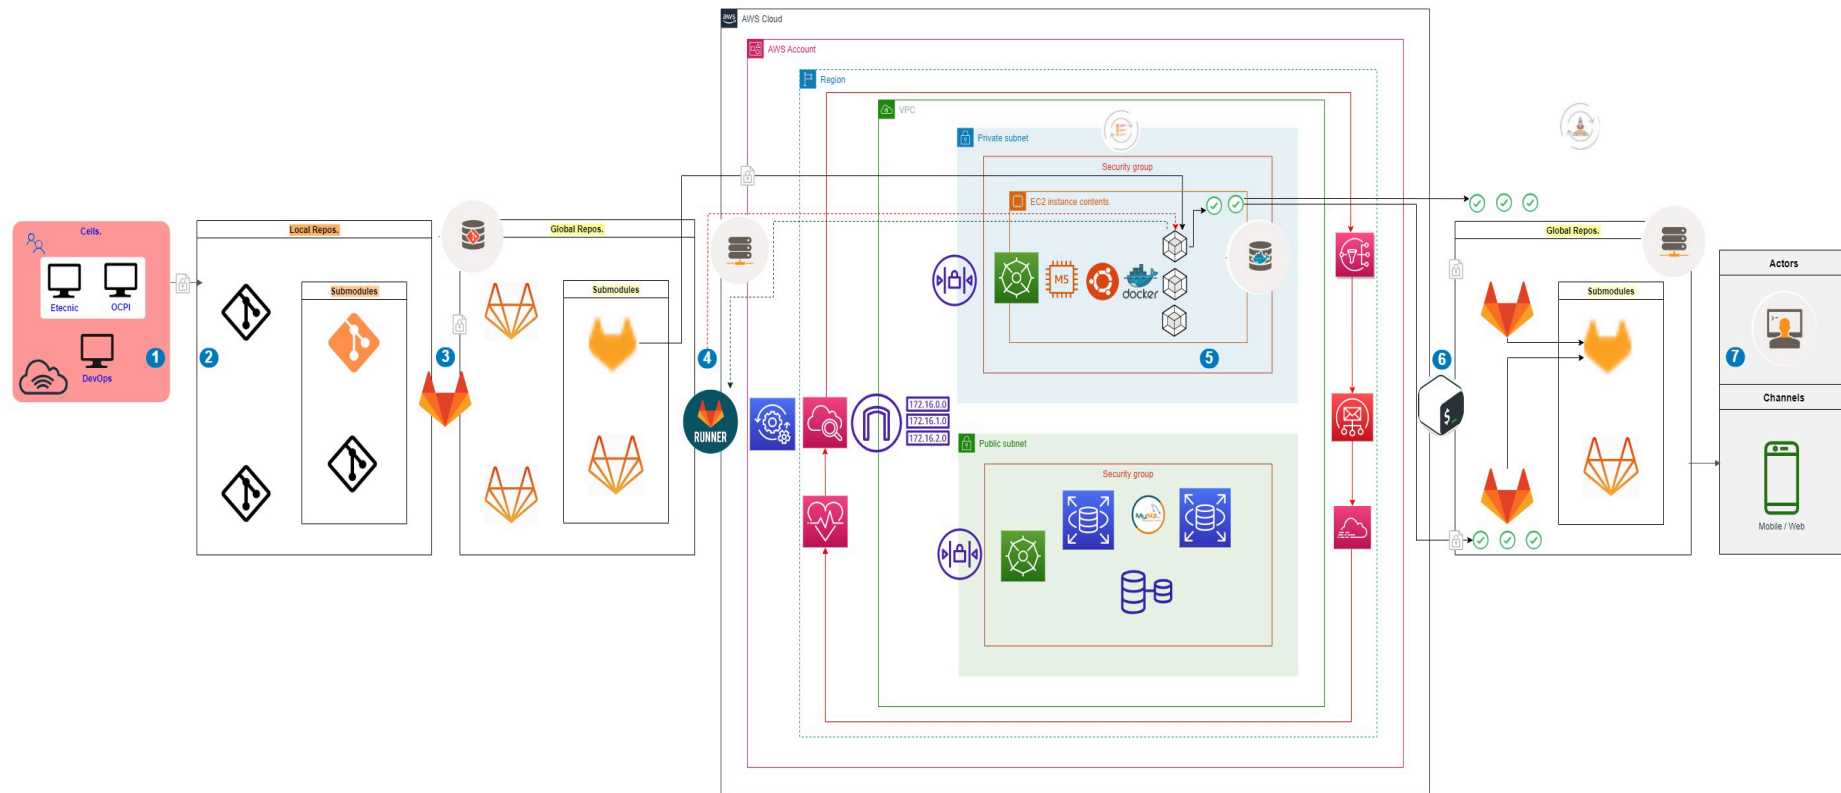 aws
AWS Cloud
AWS Account
Region
VPC
Private subnet
Security group
EC2 instance contents
M5
docker
Cells.
Etecnic
OCPI
DevOps
1
2
Local Repos.
Submodules
3
Global Repos.
Submodules
4
RUNNER
172.16.0.0
172.16.1.0
172.16.2.0
5
Public subnet
Security group
MySQL
6
$_
Global Repos.
Submodules
Actors
7
Channels
Mobile / Web